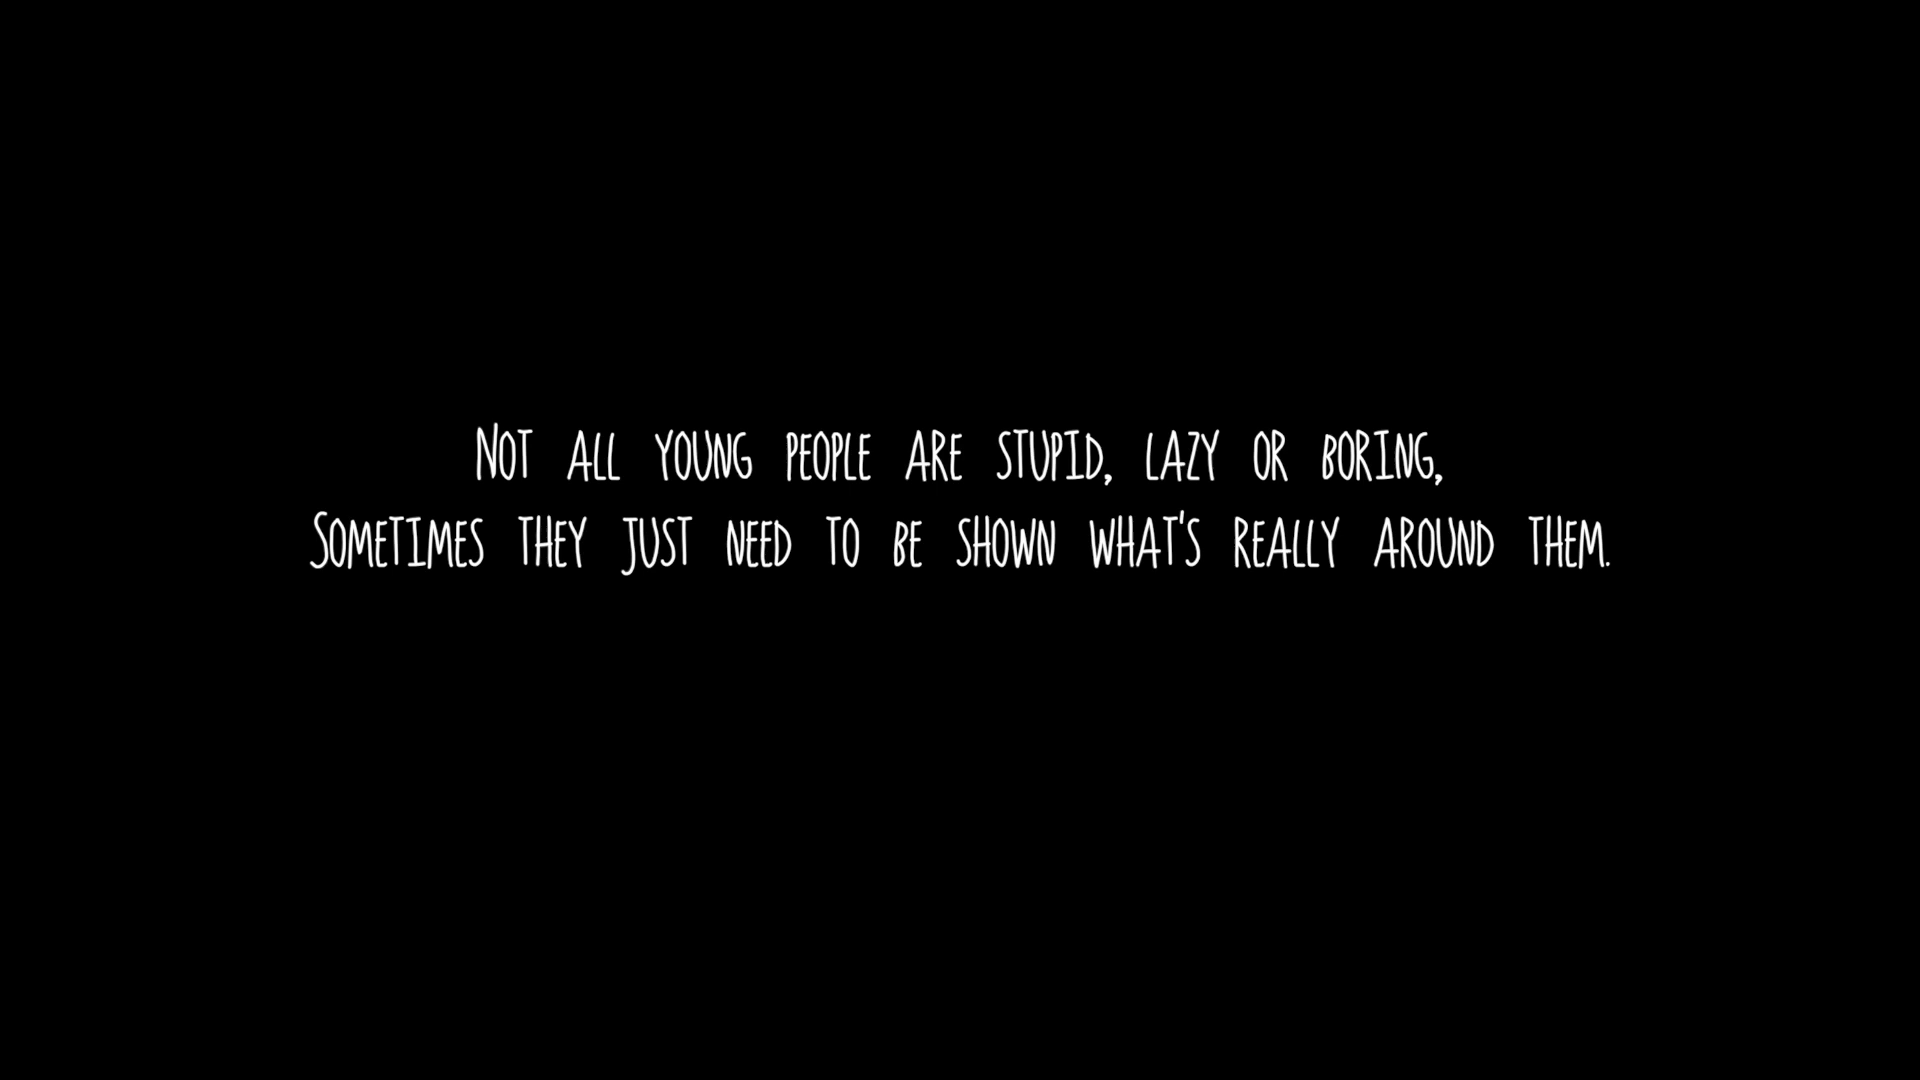 Not all young people are stupid, lazy or boring,
Sometimes they just need to be shown what's really around them.